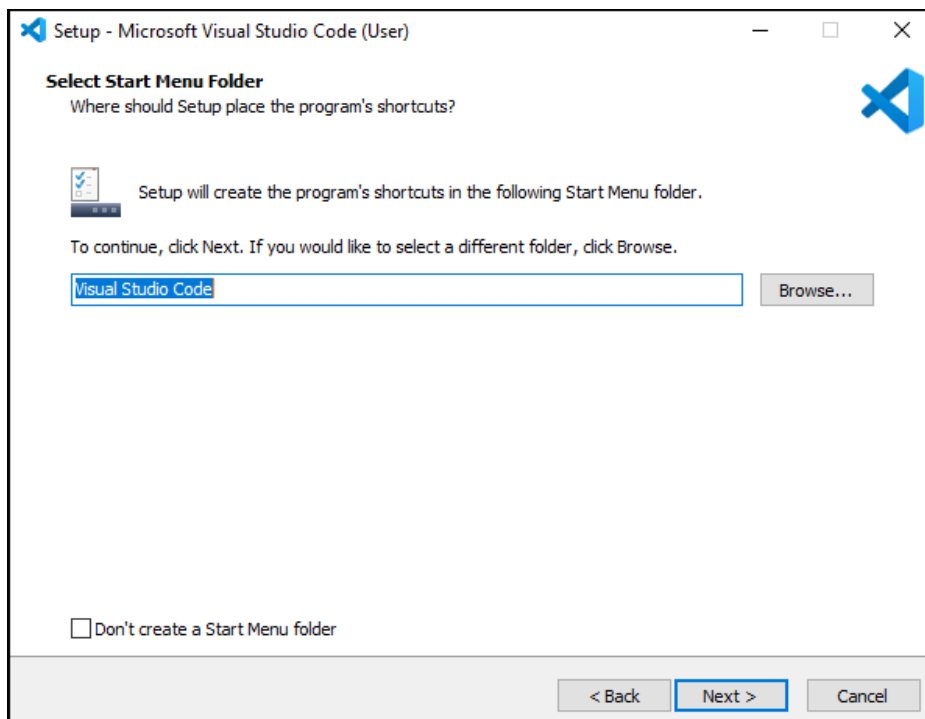 Setup - Microsoft Visual Studio Code (User)
Select Start Menu Folder
Where should Setup place the program's shortcuts?
Setup will create the program's shortcuts in the following Start Menu folder.
To continue, click Next. If you would like to select a different folder, click Browse.
Visual Studio Code
Browse...
Don't create a Start Menu folder
< Back
Next >
Cancel